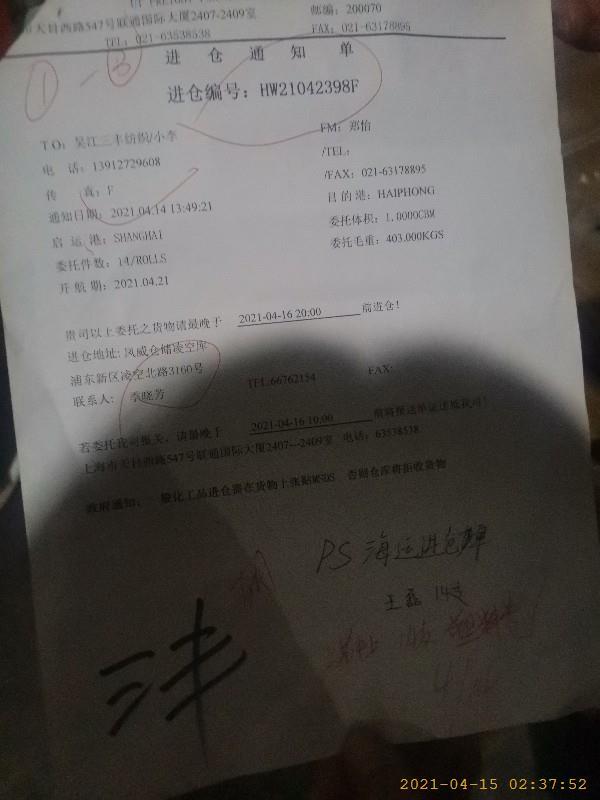 天目西路547号联通国际大厦2407-2409室 邮编: 200070
TEL: 021-63538538 FAX: 021-63178895
进仓通知单
① - ③
进仓编号: HW21042398F
TO: 吴江三丰纺织/小李 FM: 郑怡
电 话: 13912729608 /TEL:
传 真: F /FAX: 021-63178895
通知日期: 2021.04.14 13:49:21 目的港: HAIPHONG
启运港: SHANGHAI 委托体积: 1.0000CBM
委托件数: 14/ROLLS 委托毛重: 403.000KGS
开航期: 2021.04.21
贵司以上委托之货物请最晚于 2021-04-16 20:00 前进仓!
进仓地址: 凤威仓储凌空库
浦东新区凌空北路3160号
联系人: 李晓芳 TEL:66762154 FAX:
若委托我司报关, 请最晚于 2021-04-16 10:00 前将报送单证送抵我司!
上海市天目西路547号联通国际大厦2407---2409室 电话: 63538538
政府通知: 一般化工品进仓需在货物上张贴MSDS 否则仓库将拒收货物
PS 海运进仓单
王磊 14支
三丰
2021-04-15 02:37:52